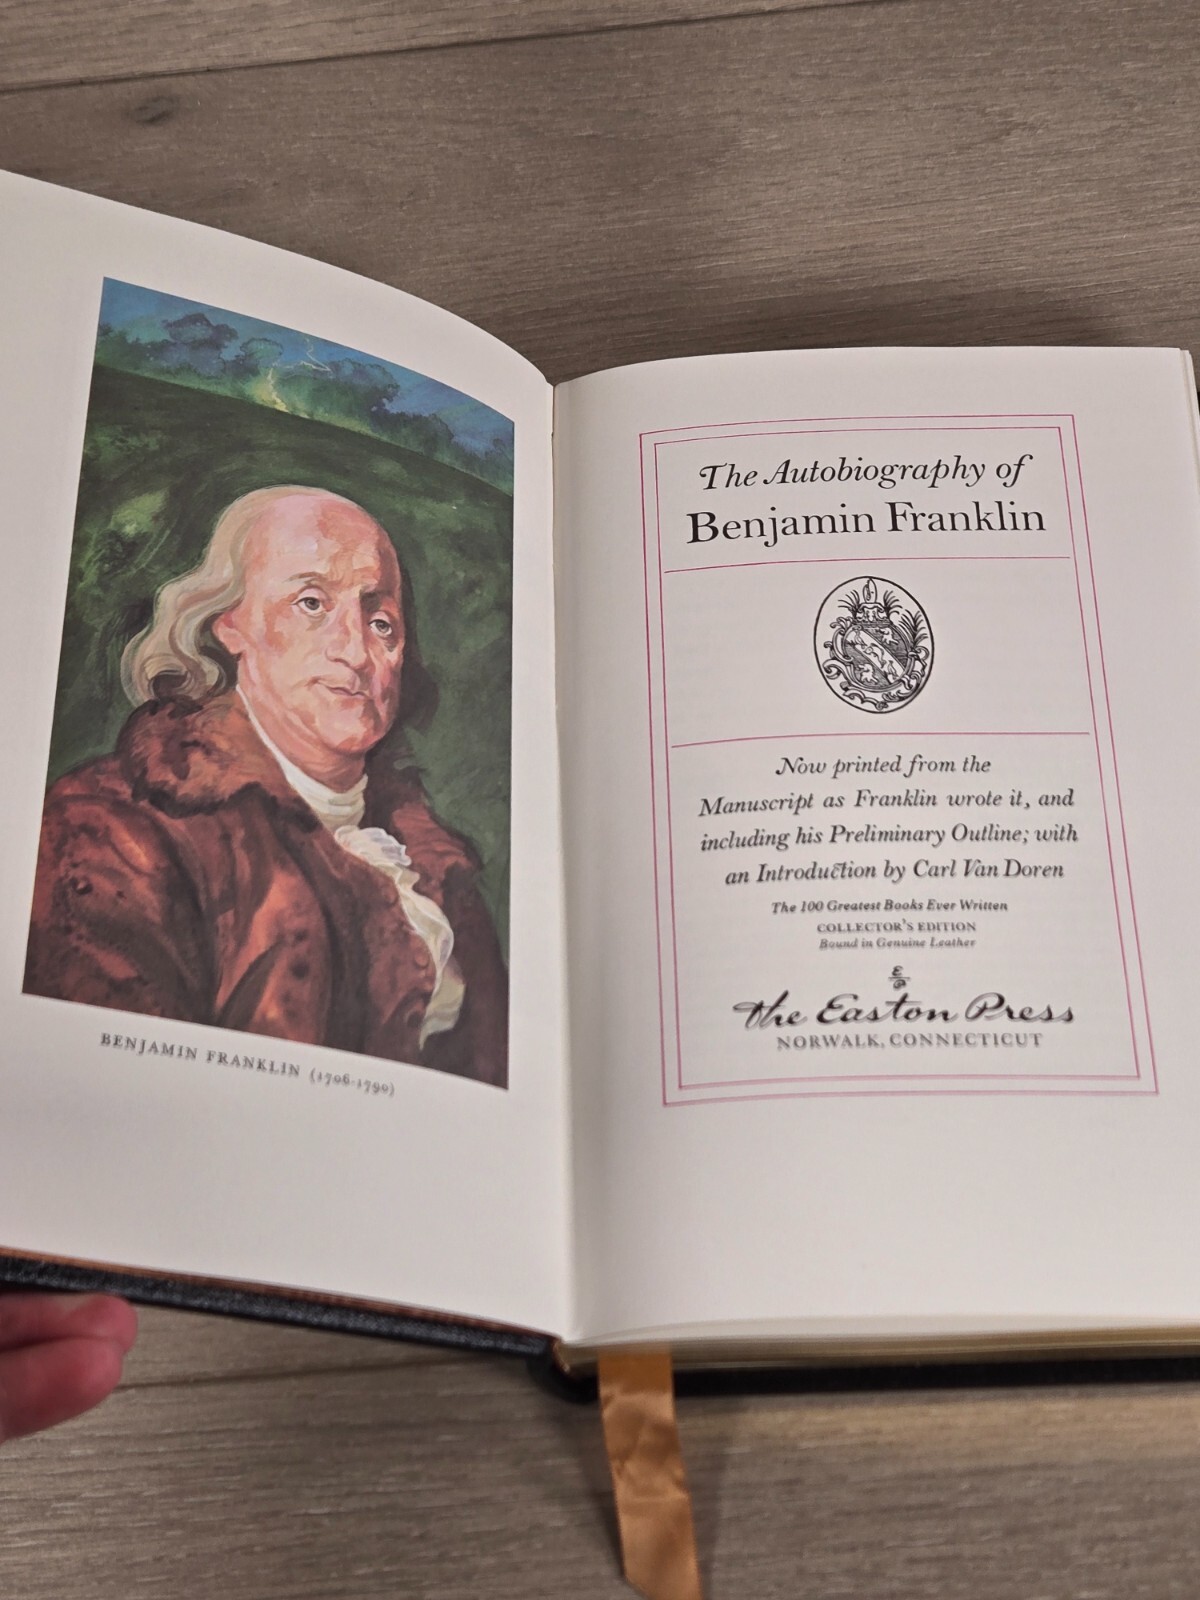 BENJAMIN FRANKLIN (1706-1790)
The Autobiography of
Benjamin Franklin
Now printed from the
Manuscript as Franklin wrote it, and
including his Preliminary Outline; with
an Introduction by Carl Van Doren
The 100 Greatest Books Ever Written
COLLECTOR'S EDITION
Bound in Genuine Leather
E
P
The Easton Press
NORWALK, CONNECTICUT